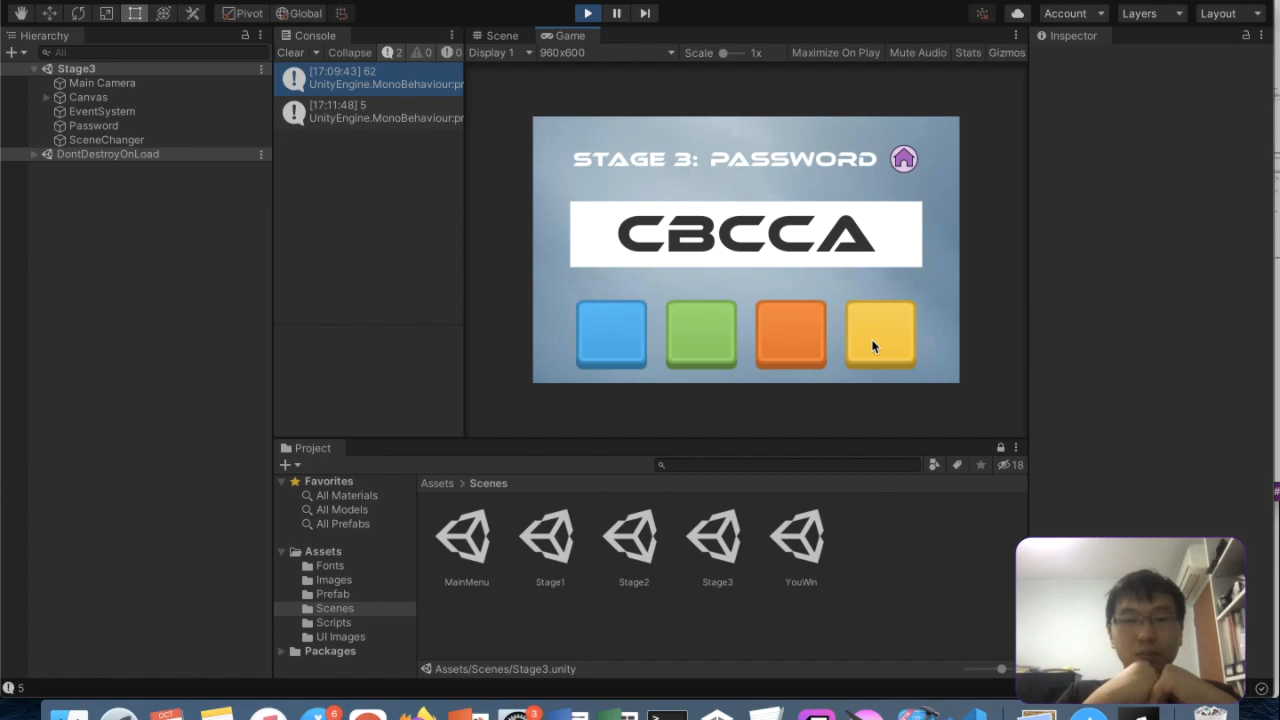 Pivot Global Account Layers Layout
Hierarchy Console Scene Game Inspector
All Clear Collapse 2 0 0 Display 1 960x600 Scale 1x Maximize On Play Mute Audio Stats Gizmos
Stage3
Main Camera
Canvas
EventSystem
Password
SceneChanger
DontDestroyOnLoad
[17:09:43] 62
UnityEngine.MonoBehaviour:pr
[17:11:48] 5
UnityEngine.MonoBehaviour:pr
STAGE 3: PASSWORD
CBCCA
Project
18
Favorites
All Materials
All Models
All Prefabs
Assets
Fonts
Images
Prefab
Scenes
Scripts
UI Images
Packages
Assets > Scenes
MainMenu Stage1 Stage2 Stage3 YouWin
Assets/Scenes/Stage3.unity
5
OCT 6 3